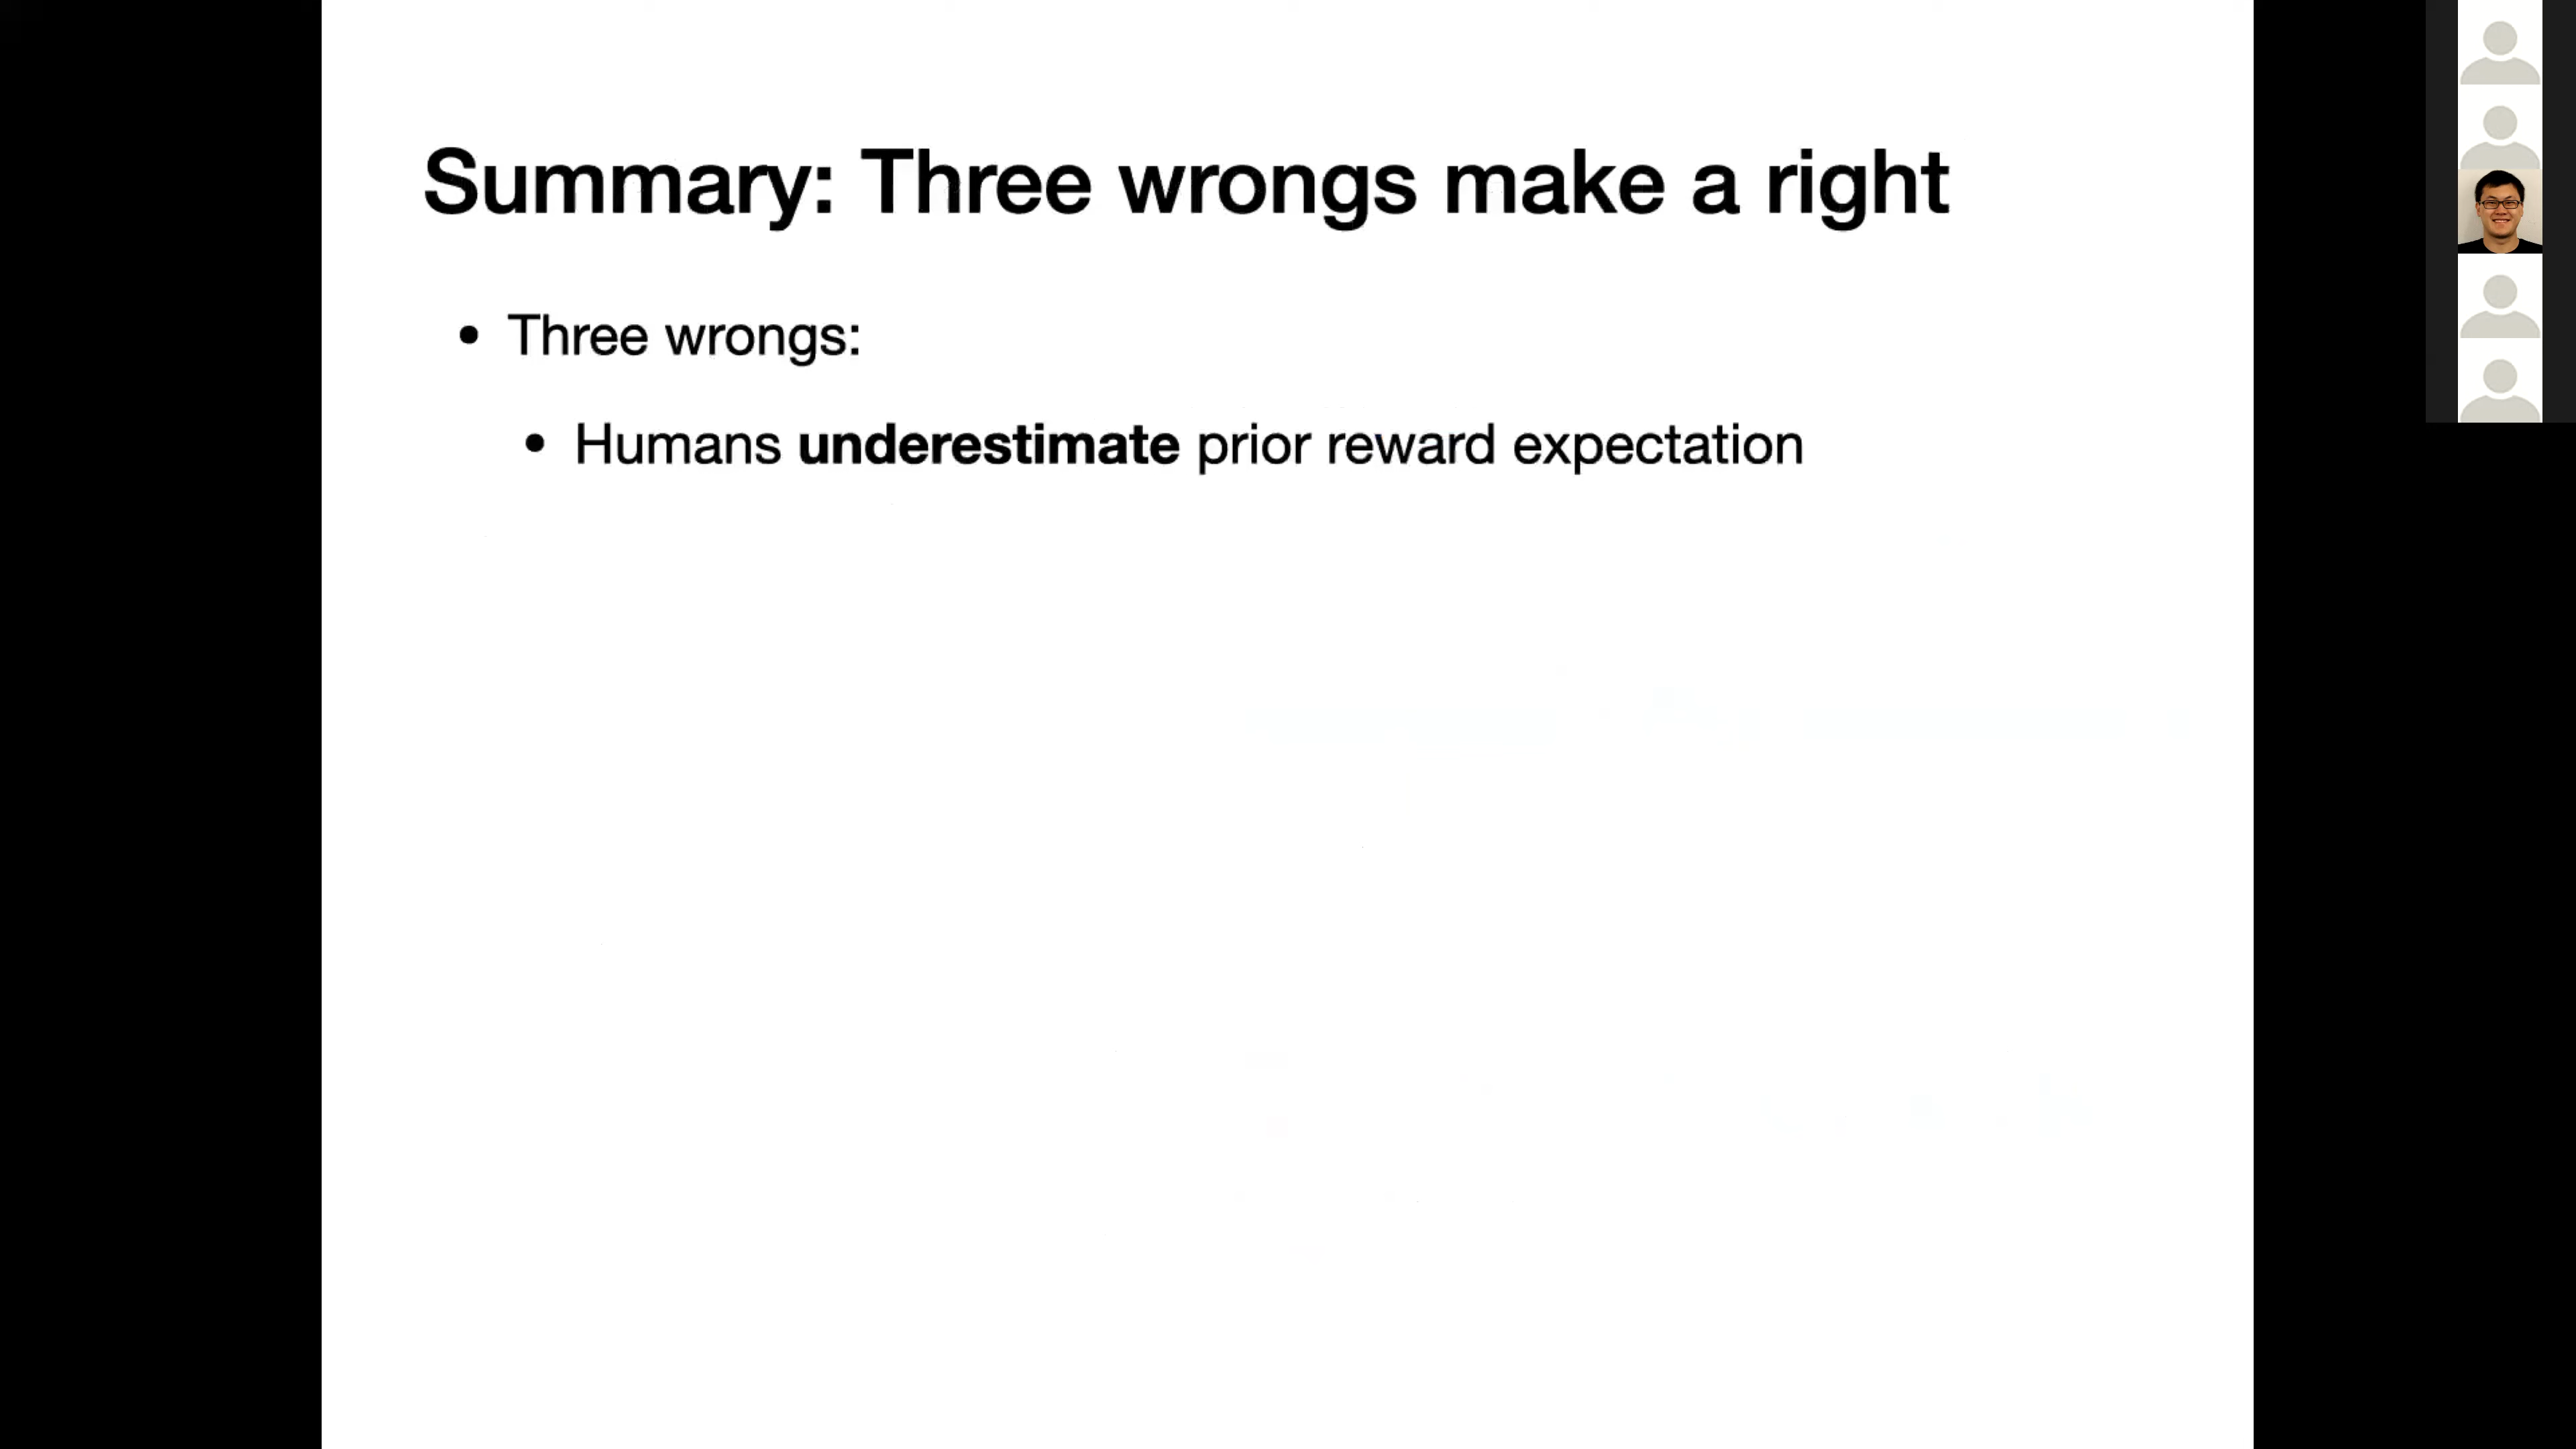 Summary: Three wrongs make a right
• Three wrongs:
• Humans underestimate prior reward expectation